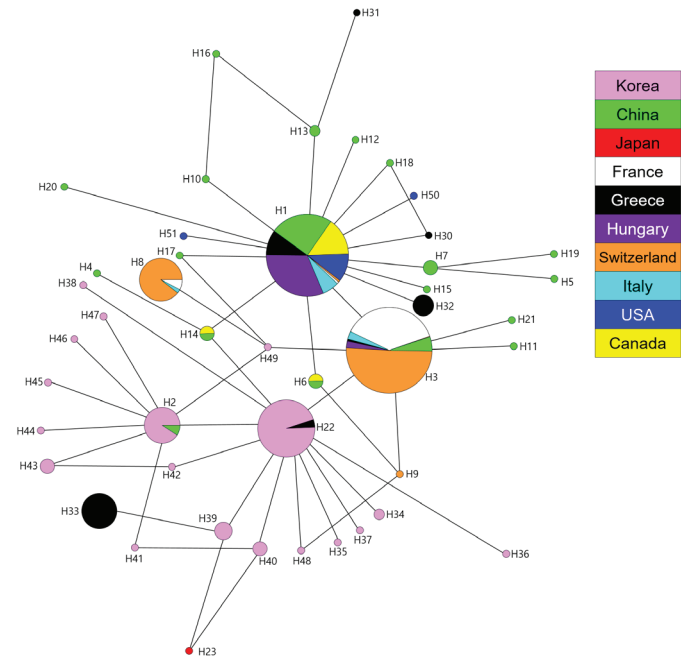 H31
H16
H13
H12
H18
H10
H20
H50
H1
H51
H30
H17
H7
H19
H8
H4
H5
H38
H15
H32
H47
H14
H21
H46
H49
H11
H6
H3
H45
H2
H22
H44
H43
H42
H9
H33
H39
H34
H37
H35
H48
H41
H40
H36
H23
Korea
China
Japan
France
Greece
Hungary
Switzerland
Italy
USA
Canada